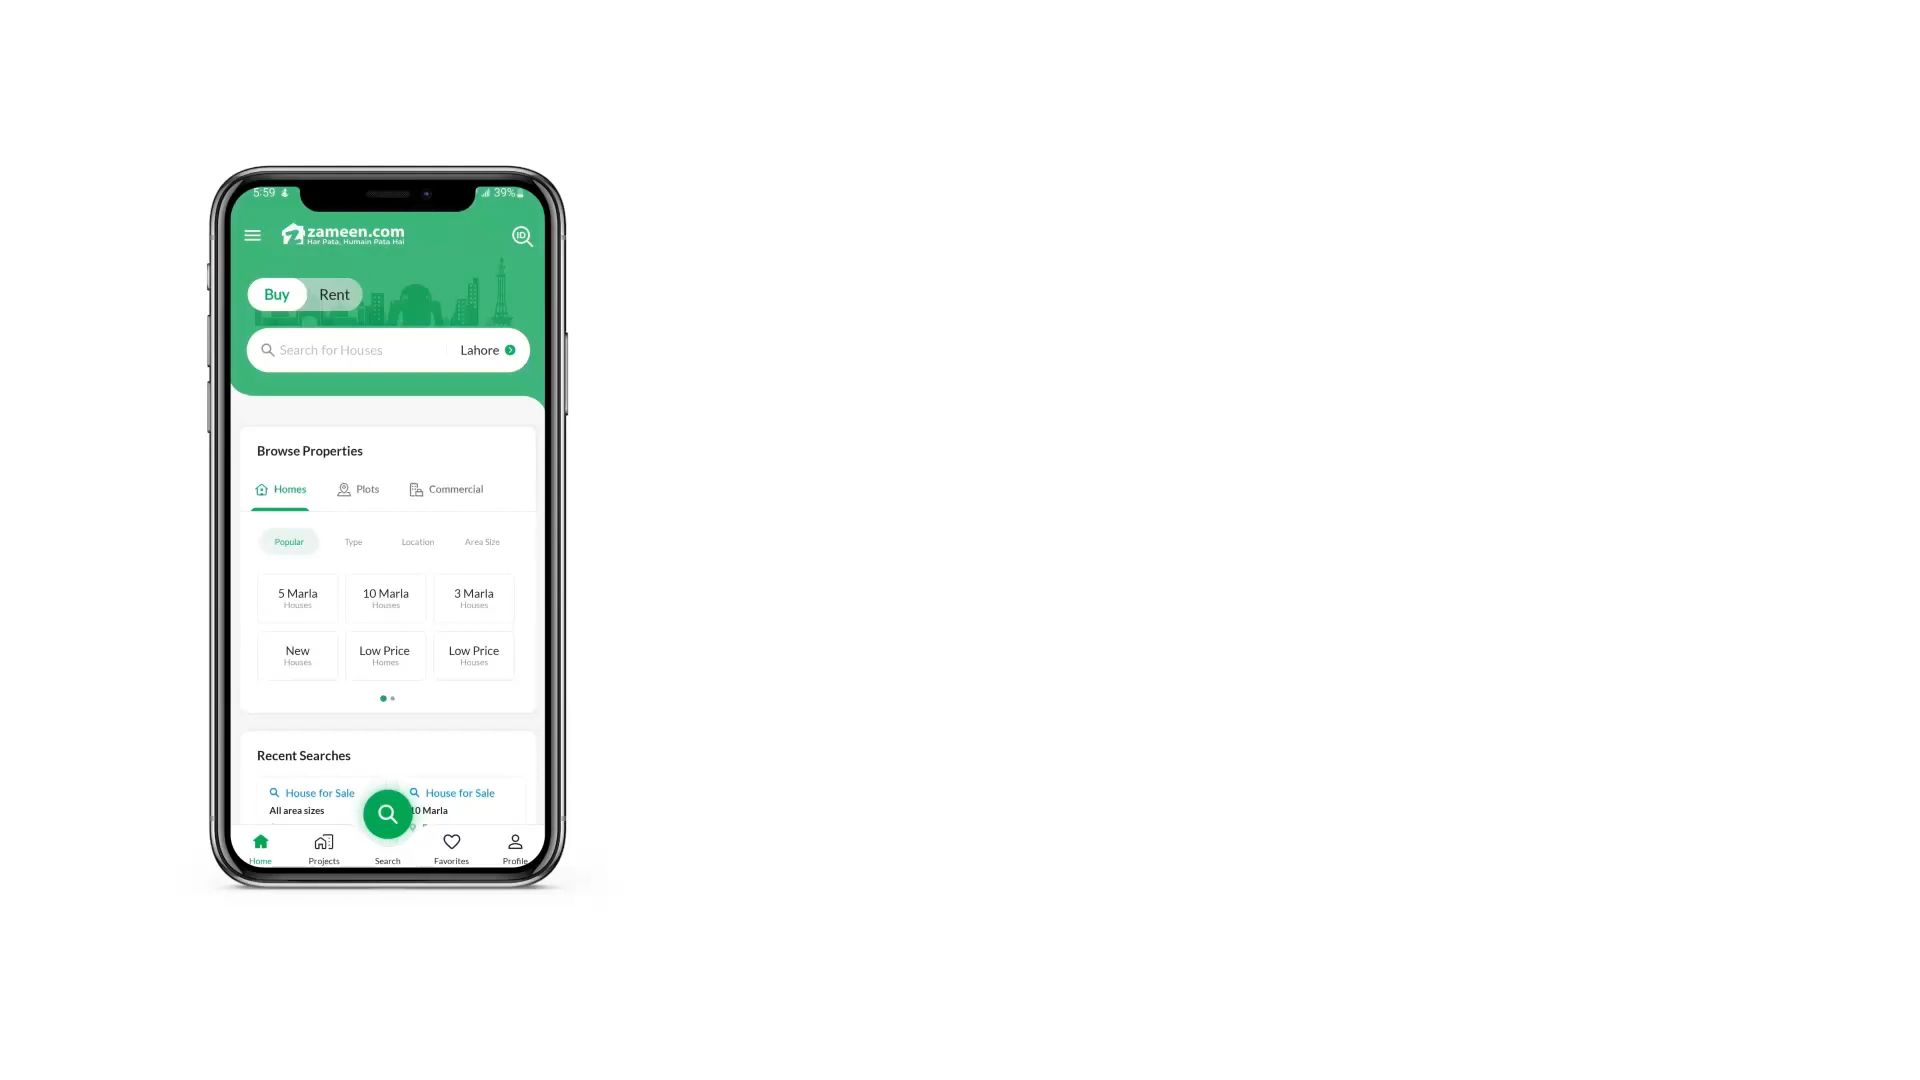 5:59 39%
zameen.com
Har Pata, Humain Pata Hai
ID
Buy Rent
Search for Houses Lahore
Browse Properties
Homes Plots Commercial
Popular Type Location Area Size
5 Marla 10 Marla 3 Marla
Houses Houses Houses
New Low Price Low Price
Houses Homes Houses
Recent Searches
House for Sale House for Sale
All area sizes 10 Marla
Home Projects Search Favorites Profile